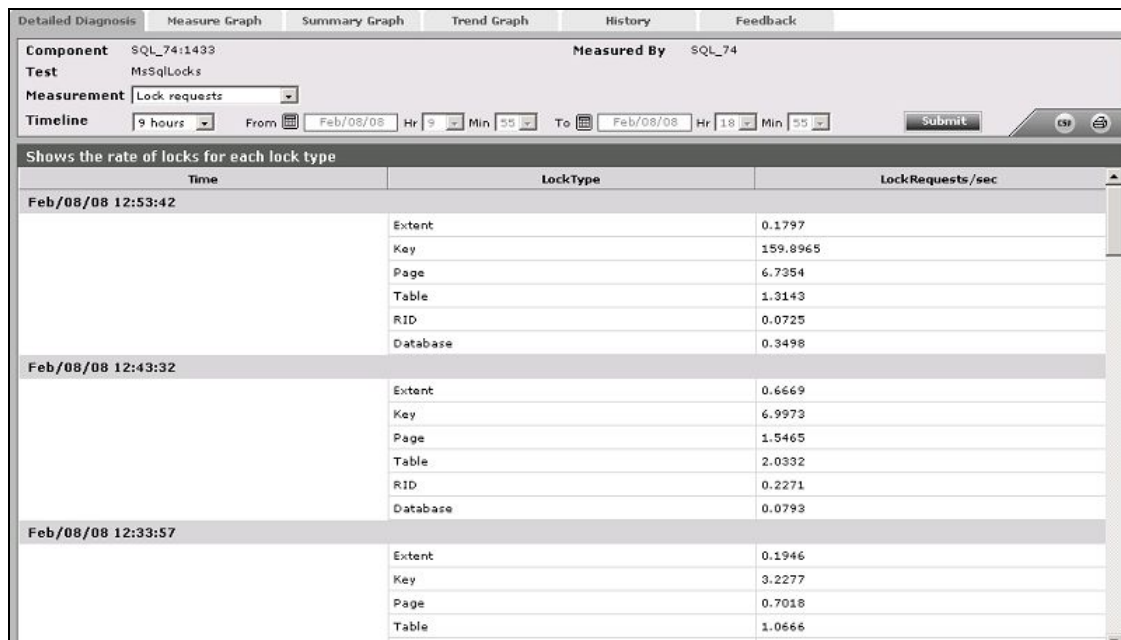 Detailed Diagnosis Measure Graph Summary Graph Trend Graph History Feedback
Component SQL_74:1433 Measured By SQL_74
Test MsSqlLocks
Measurement Lock requests
Timeline 9 hours From Feb/08/08 Hr 9 Min 55 To Feb/08/08 Hr 18 Min 55 Submit CSV
Shows the rate of locks for each lock type
Time LockType LockRequests/sec
Feb/08/08 12:53:42
Extent 0.1797
Key 159.8965
Page 6.7354
Table 1.3143
RID 0.0725
Database 0.3498
Feb/08/08 12:43:32
Extent 0.6669
Key 6.9973
Page 1.5465
Table 2.0332
RID 0.2271
Database 0.0793
Feb/08/08 12:33:57
Extent 0.1946
Key 3.2277
Page 0.7018
Table 1.0666